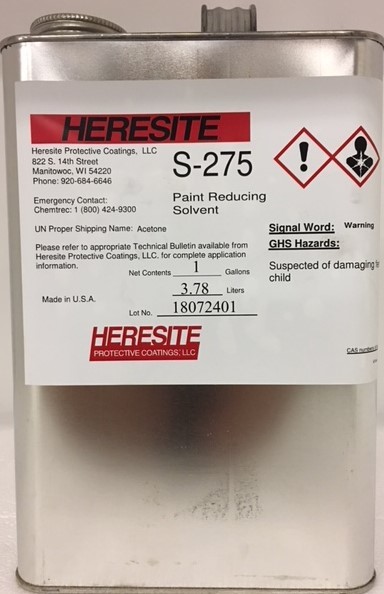 HERESITE
Heresite Protective Coatings, LLC
822 S. 14th Street
Manitowoc, WI 54220
Phone: 920-684-6646
S-275
Paint Reducing
Solvent
Emergency Contact:
Chemtrec: 1 (800) 424-9300
UN Proper Shipping Name: Acetone
Signal Word: Warning
GHS Hazards:
Please refer to appropriate Technical Bulletin available from
Heresite Protective Coatings, LLC. for complete application
information.
Suspected of damaging
child
Net Contents 1 Gallons
3.78 Liters
Made in U.S.A.
Lot No. 18072401
HERESITE
PROTECTIVE COATINGS, LLC
CAS numbers